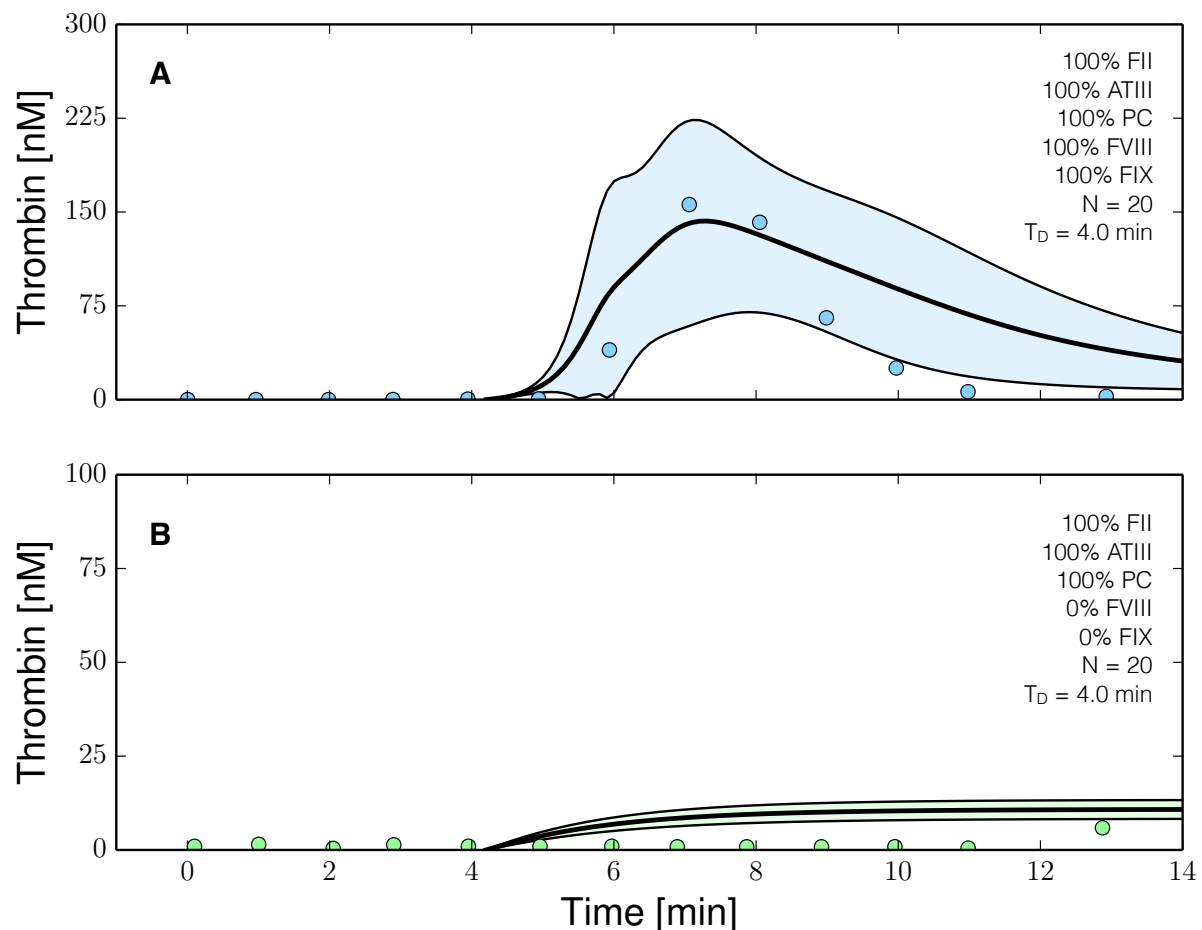 300
225
150
75
0
Thrombin [nM]
A
100% FII
100% ATIII
100% PC
100% FVIII
100% FIX
N = 20
T_D = 4.0 min
100
75
50
25
0
Thrombin [nM]
B
100% FII
100% ATIII
100% PC
0% FVIII
0% FIX
N = 20
T_D = 4.0 min
0 2 4 6 8 10 12 14
Time [min]